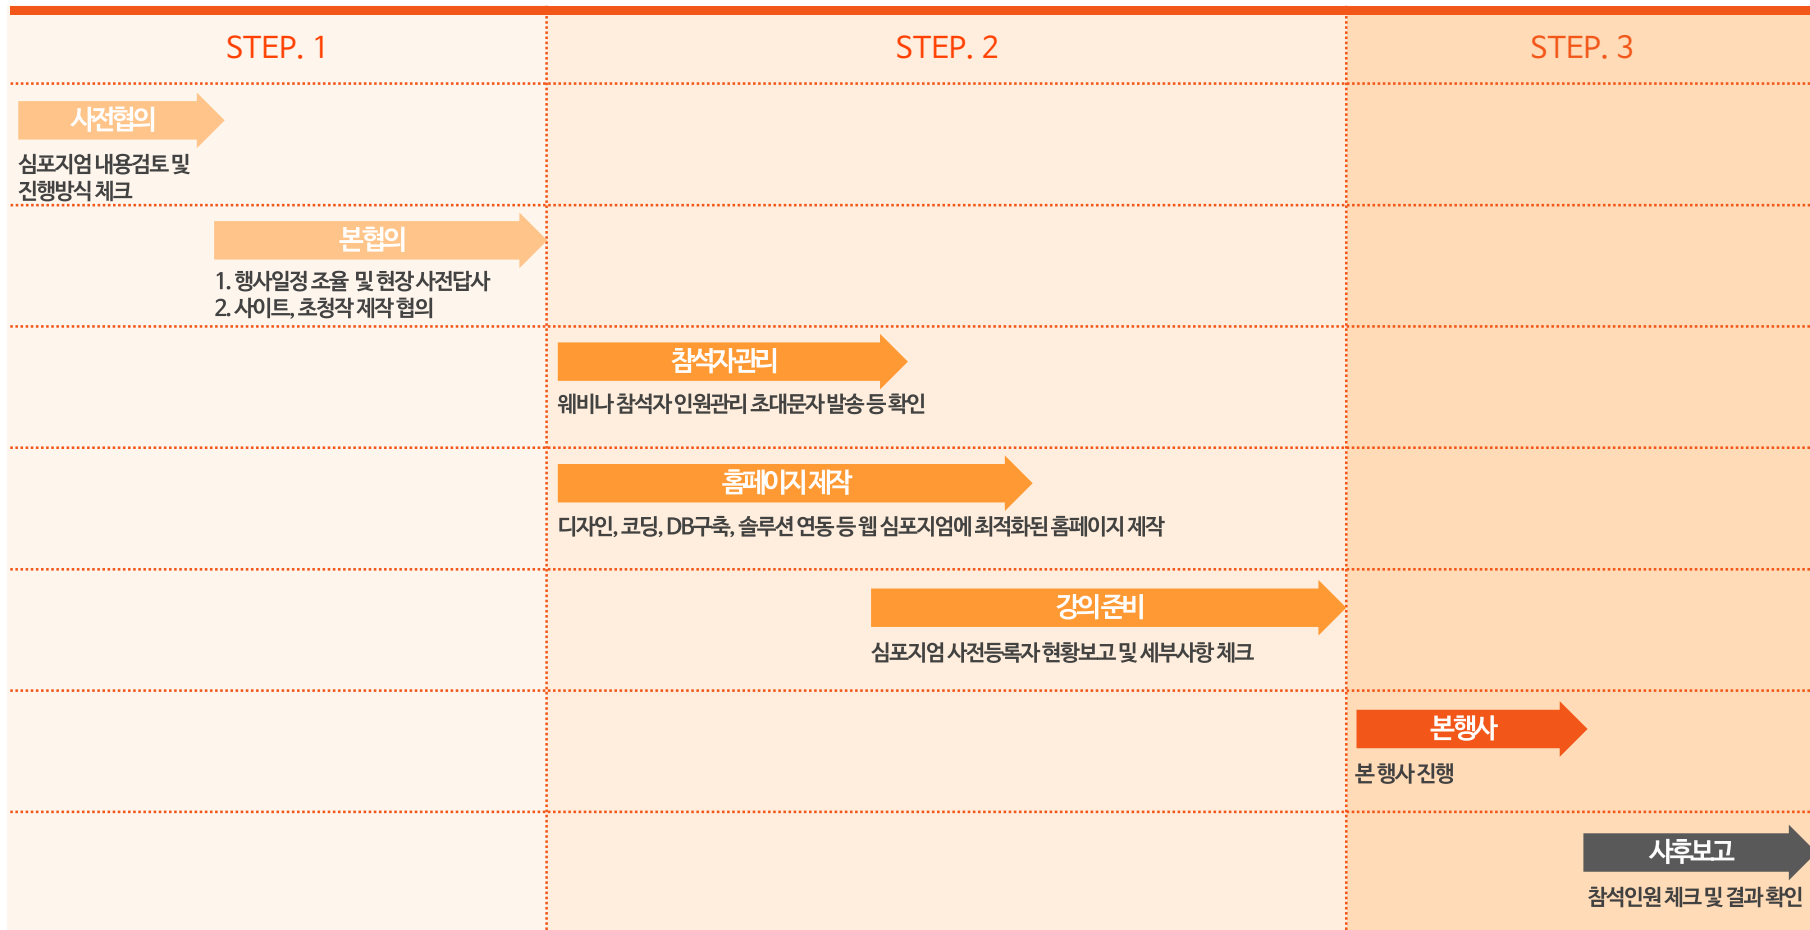 STEP. 1
STEP. 2
STEP. 3
사전협의
심포지엄 내용검토 및
진행방식 체크
본협의
1. 행사일정 조율 및 현장 사전답사
2. 사이트, 초청작 제작 협의
참석자관리
웨비나 참석자 인원관리 초대문자 발송 등 확인
홈페이지 제작
디자인, 코딩, DB구축, 솔루션 연동 등 웹 심포지엄에 최적화된 홈페이지 제작
강의 준비
심포지엄 사전등록자 현황보고 및 세부사항 체크
본행사
본 행사 진행
사후보고
참석인원 체크 및 결과 확인